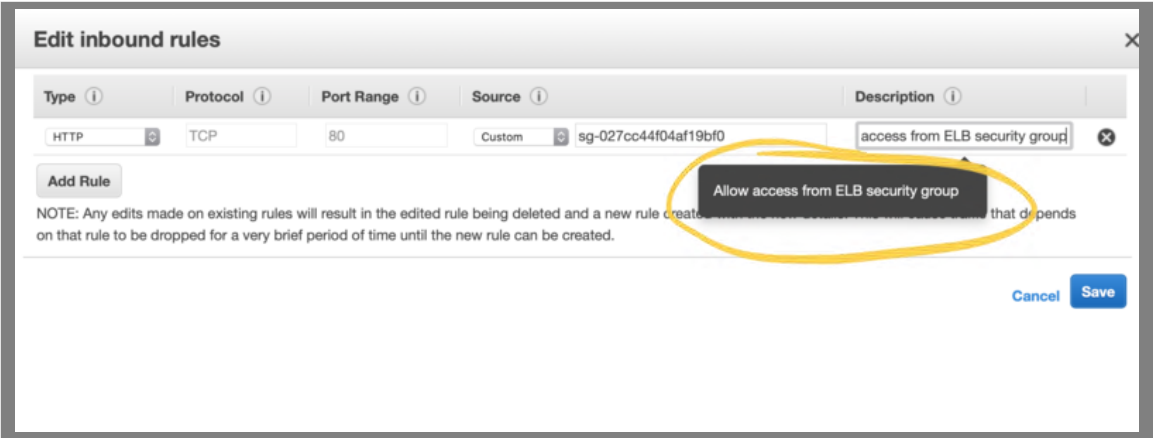 Edit inbound rules
Type Protocol Port Range Source Description
HTTP TCP 80 Custom sg-027cc44f04af19bf0 access from ELB security group
Add Rule
Allow access from ELB security group
NOTE: Any edits made on existing rules will result in the edited rule being deleted and a new rule created that depends
on that rule to be dropped for a very brief period of time until the new rule can be created.
Cancel Save